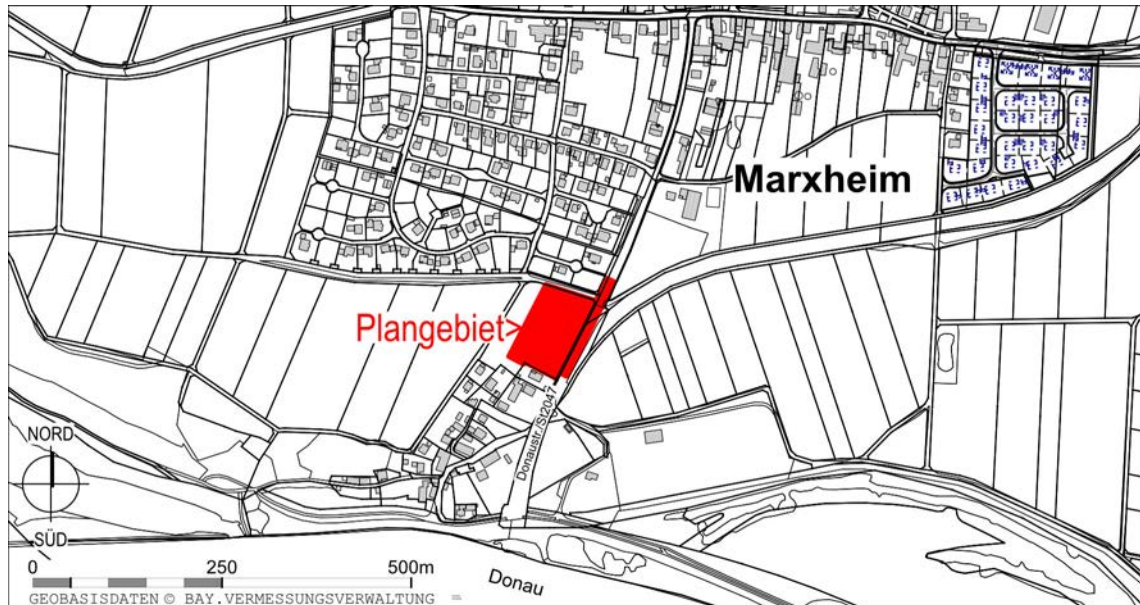 Marxheim
Plangebiet>
Donaustr./St2047
NORD
SÜD
0 250 500m
Donau
GEOBASISDATEN © BAY.VERMESSUNGSVERWALTUNG